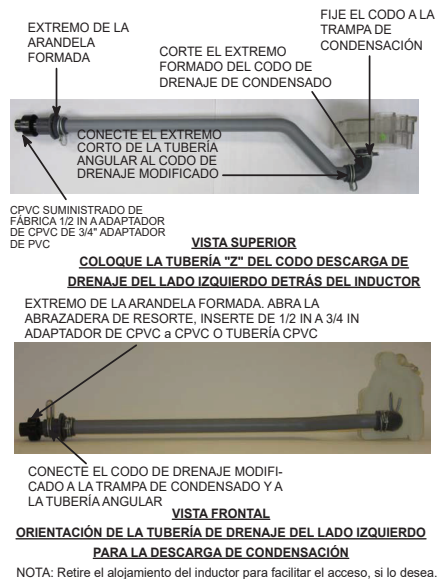 EXTREMO DE LA
ARANDELA
FORMADA
CORTE EL EXTREMO
FORMADO DEL CODO DE
DRENAJE DE CONDENSADO
FIJE EL CODO A LA
TRAMPA DE
CONDENSACIÓN
CONECTE EL EXTREMO
CORTO DE LA TUBERÍA
ANGULAR AL CODO DE
DRENAJE MODIFICADO
CPVC SUMINISTRADO DE
FÁBRICA 1/2 IN A ADAPTADOR
DE CPVC DE 3/4" ADAPTADOR
DE PVC
VISTA SUPERIOR
COLOQUE LA TUBERÍA "Z" DEL CODO DESCARGA DE
DRENAJE DEL LADO IZQUIERDO DETRÁS DEL INDUCTOR
EXTREMO DE LA ARANDELA FORMADA. ABRA LA
ABRAZADERA DE RESORTE, INSERTE DE 1/2 IN A 3/4 IN
ADAPTADOR DE CPVC a CPVC O TUBERÍA CPVC
CONECTE EL CODO DE DRENAJE MODIFI-
CADO A LA TRAMPA DE CONDENSADO Y A
LA TUBERÍA ANGULAR
VISTA FRONTAL
ORIENTACIÓN DE LA TUBERÍA DE DRENAJE DEL LADO IZQUIERDO
PARA LA DESCARGA DE CONDENSACIÓN
NOTA: Retire el alojamiento del inductor para facilitar el acceso, si lo desea.